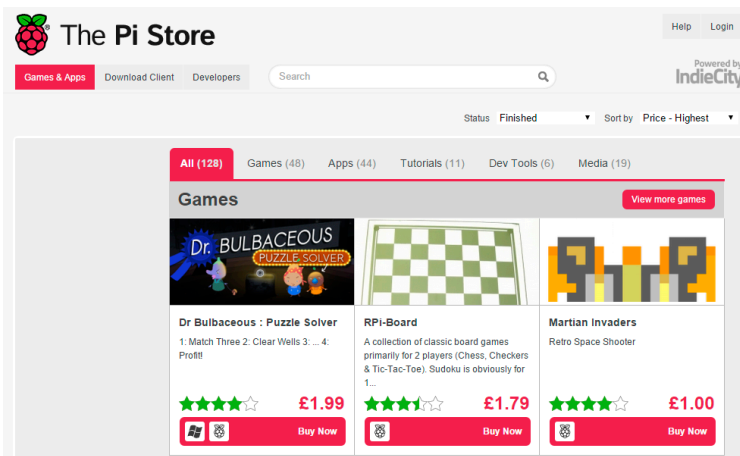 The Pi Store
Help Login
Games & Apps Download Client Developers Search
Powered by
IndieCity
Status Finished Sort by Price - Highest
All (128) Games (48) Apps (44) Tutorials (11) Dev Tools (6) Media (19)
Games View more games
Dr. BULBACEOUS
PUZZLE SOLVER
Dr Bulbaceous : Puzzle Solver
1: Match Three 2: Clear Wells 3: ... 4:
Profit!
£1.99
Buy Now
RPi-Board
A collection of classic board games
primarily for 2 players (Chess, Checkers
& Tic-Tac-Toe). Sudoku is obviously for
1...
£1.79
Buy Now
Martian Invaders
Retro Space Shooter
£1.00
Buy Now